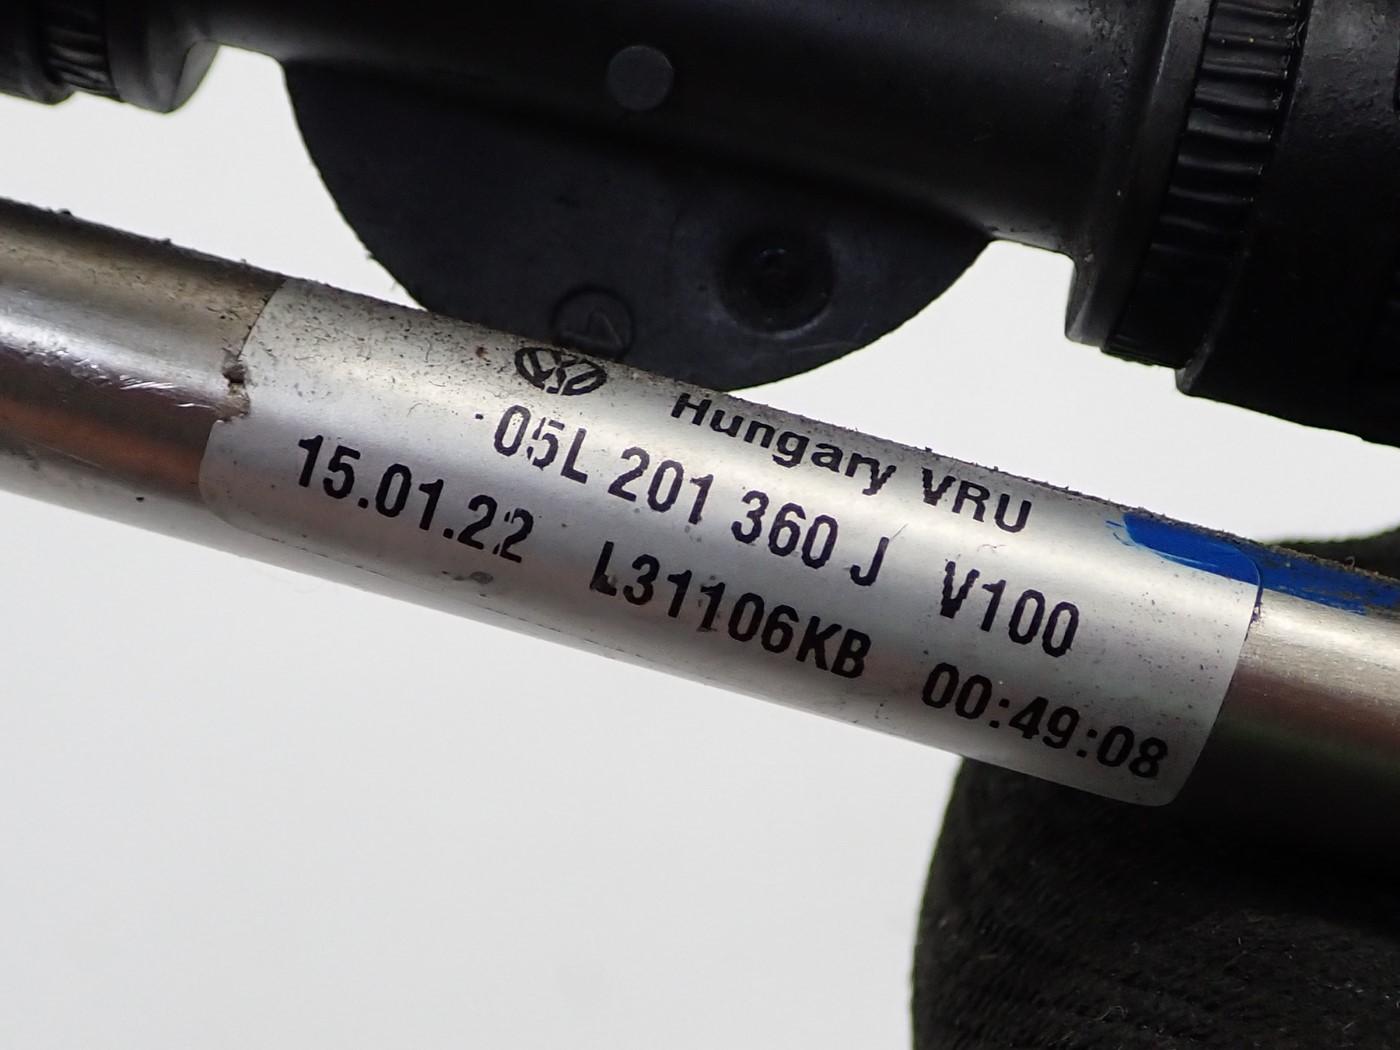 Hungary VRU
05L 201 360 J V100
15.01.22 L31106KB 00:49:08